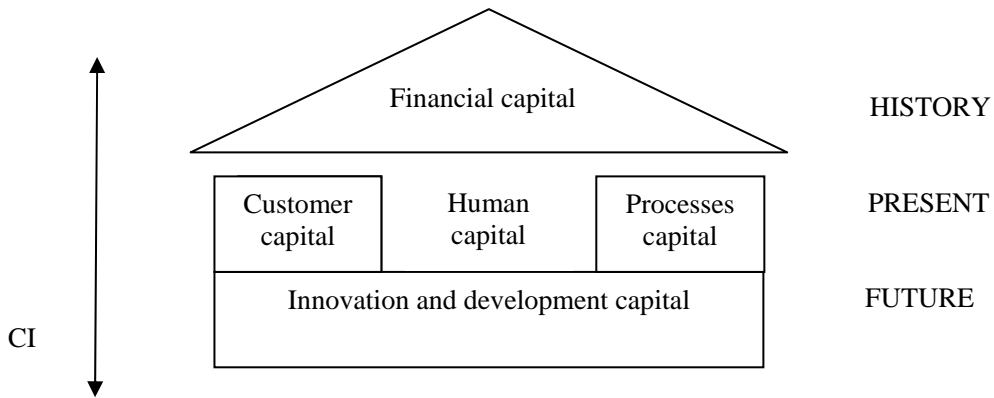 Financial capital
HISTORY
Customer
capital
Human
capital
Processes
capital
PRESENT
Innovation and development capital
FUTURE
CI